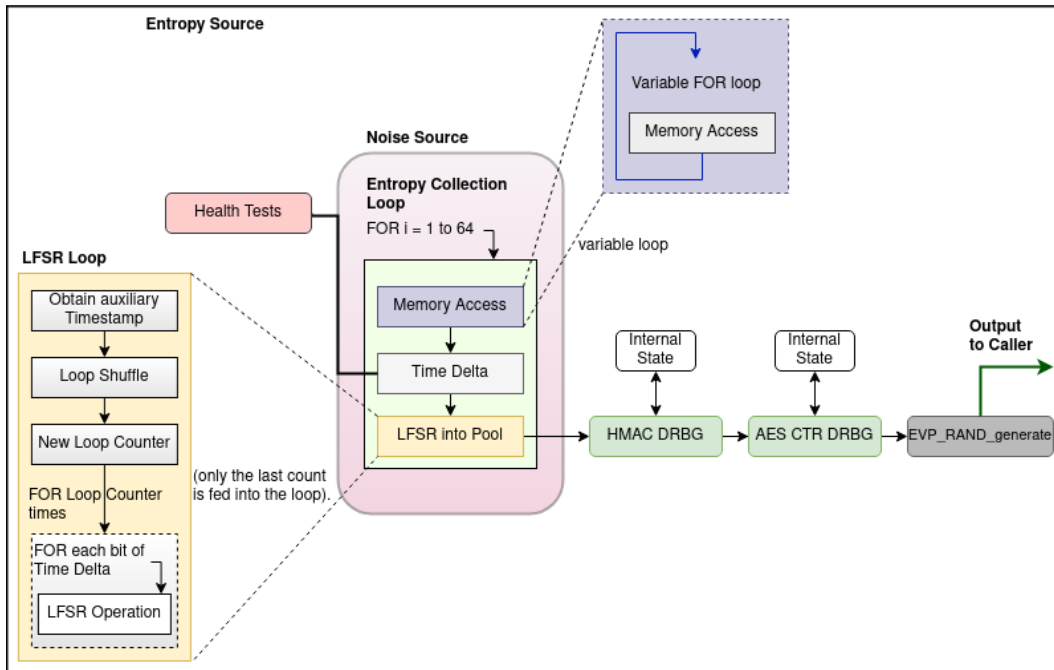 Entropy Source
Variable FOR loop
Memory Access
Noise Source
Entropy Collection
Loop
FOR i = 1 to 64
Health Tests
variable loop
LFSR Loop
Obtain auxiliary
Timestamp
Loop Shuffle
New Loop Counter
FOR Loop Counter
times
FOR each bit of
Time Delta
LFSR Operation
(only the last count
is fed into the loop).
Memory Access
Time Delta
LFSR into Pool
Internal
State
HMAC DRBG
Internal
State
AES CTR DRBG
Output
to Caller
EVP_RAND_generate